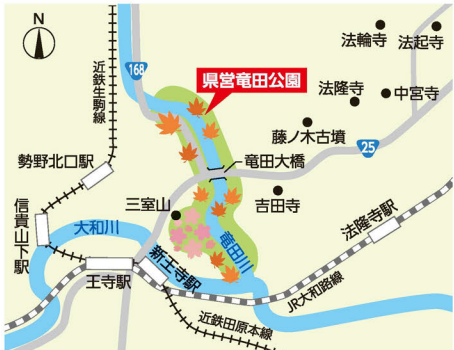 N
168
県営竜田公園
法輪寺
法起寺
法隆寺
中宮寺
近鉄生駒線
藤ノ木古墳
25
勢野北口駅
竜田大橋
三室山
吉田寺
信貴山下駅
大和川
竜田川
法隆寺駅
新王寺駅
王寺駅
JR大和路線
近鉄田原本線